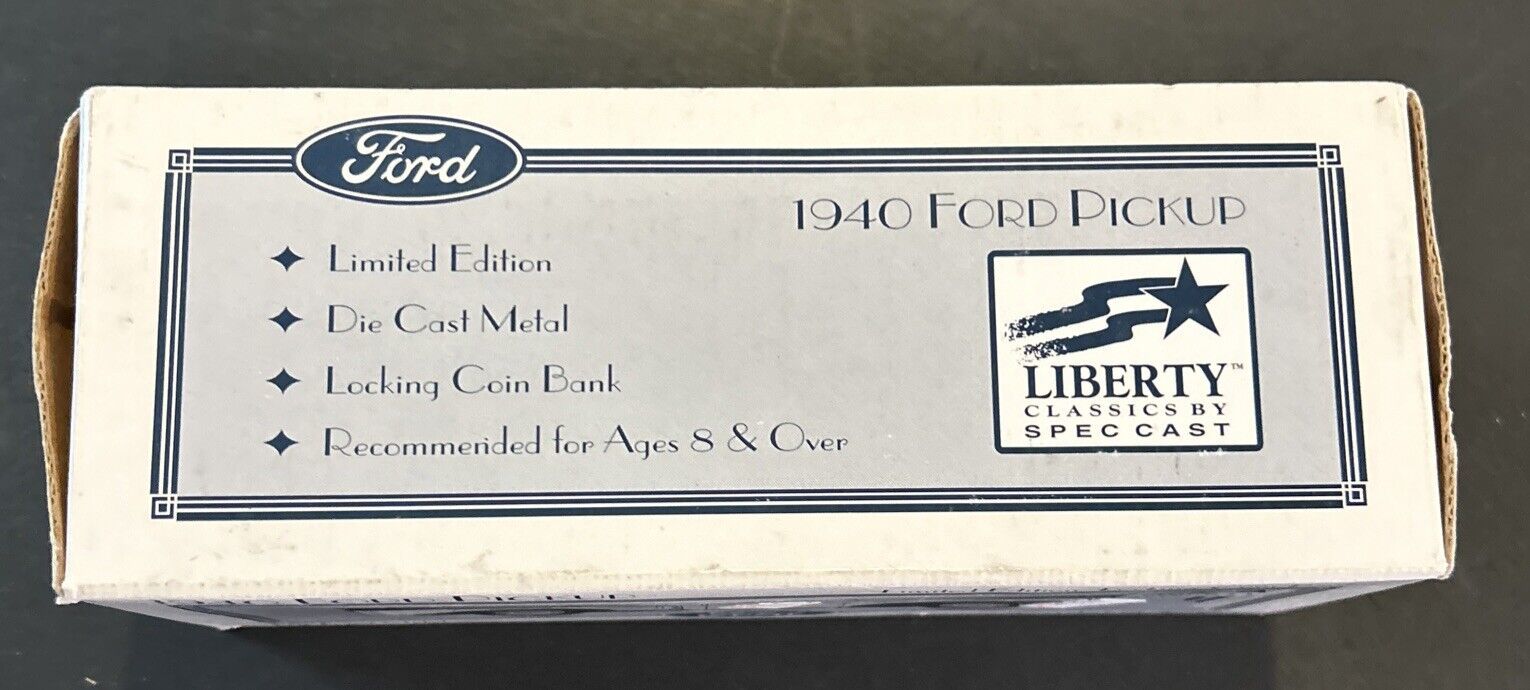 Ford
1940 FORD PICKUP
Limited Edition
Die Cast Metal
Locking Coin Bank
Recommended for Ages 8 & Over
LIBERTY™
CLASSICS BY
SPEC CAST